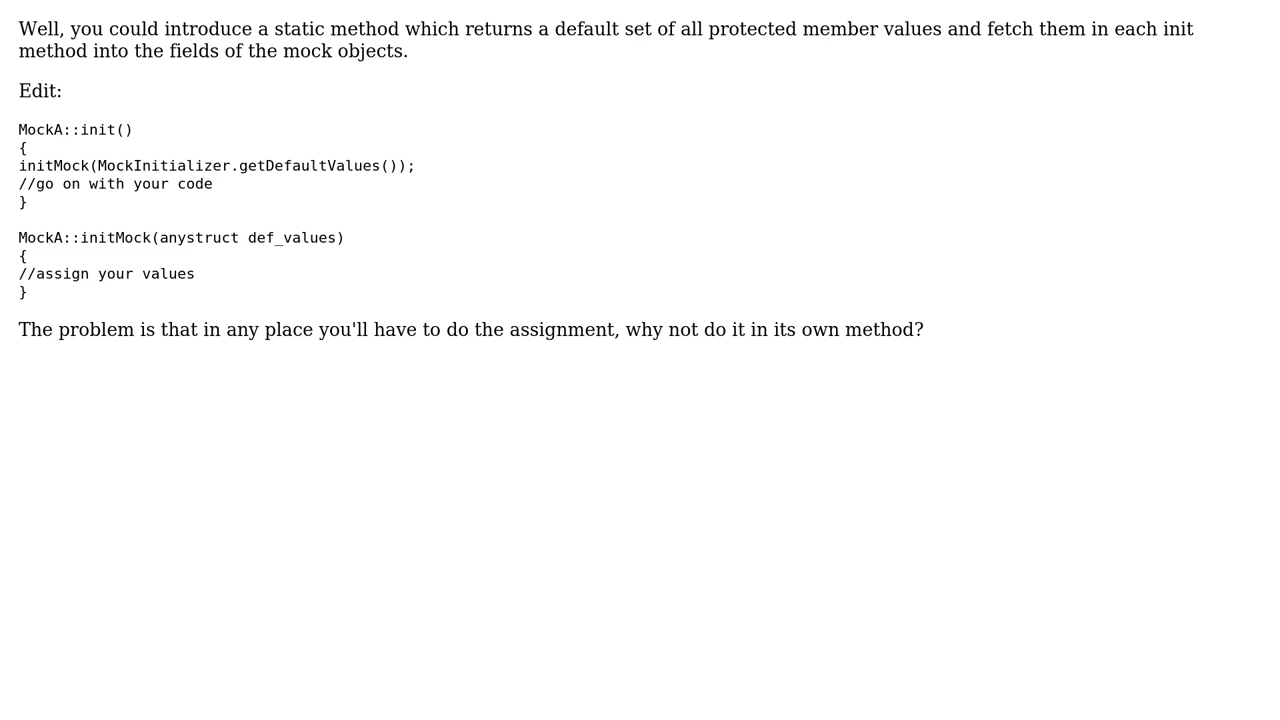 Well, you could introduce a static method which returns a default set of all protected member values and fetch them in each init
method into the fields of the mock objects.
Edit:
MockA::init()
{
initMock(MockInitializer.getDefaultValues());
//go on with your code
}
MockA::initMock(anystruct def_values)
{
//assign your values
}
The problem is that in any place you'll have to do the assignment, why not do it in its own method?